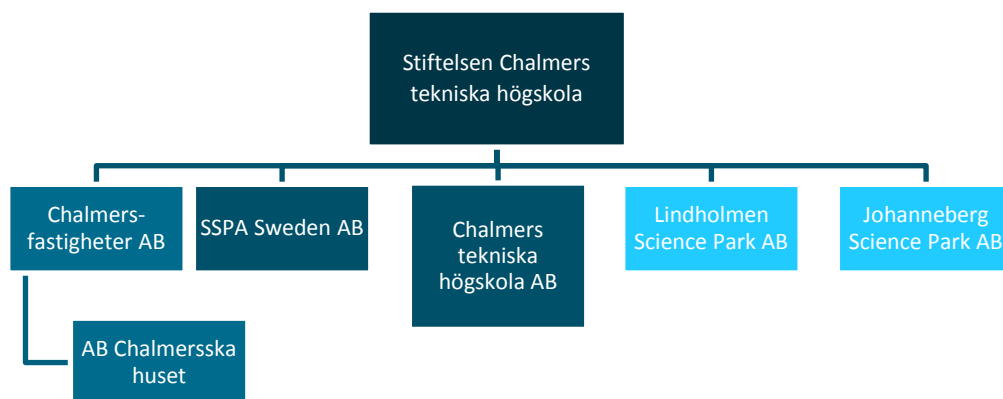 Stiftelsen Chalmers
tekniska högskola
Chalmers-
fastigheter AB
SSPA Sweden AB
Chalmers
tekniska
högskola AB
Lindholmen
Science Park AB
Johanneberg
Science Park AB
AB Chalmersska
huset